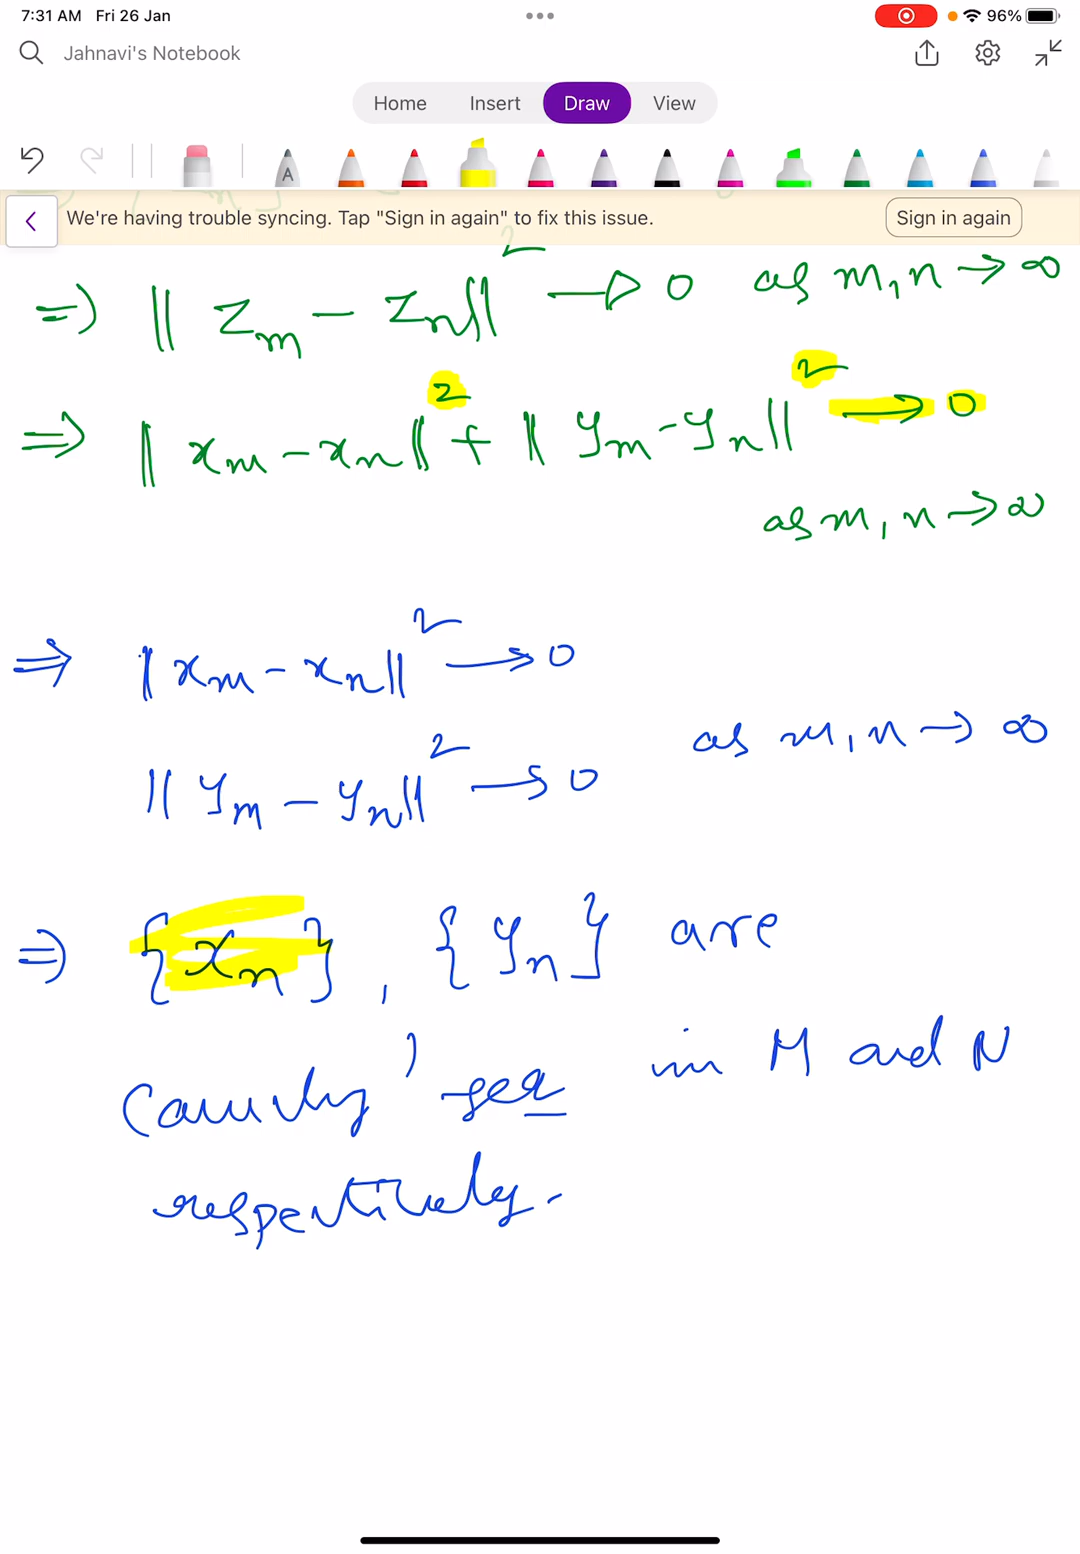 7:31 AM Fri 26 Jan
96%
Jahnavi's Notebook
Home Insert Draw View
A
We're having trouble syncing. Tap "Sign in again" to fix this issue.
Sign in again
⇒ || z_m - z_n ||² → 0 as m, n → ∞
⇒ || x_m - x_n ||² + || y_m - y_n ||² → 0
as m, n → ∞
⇒ || x_m - x_n ||² → 0
as m, n → ∞
|| y_m - y_n ||² → 0
⇒ {x_n}, {y_n} are
Cauchy seq in M and N
respectively.